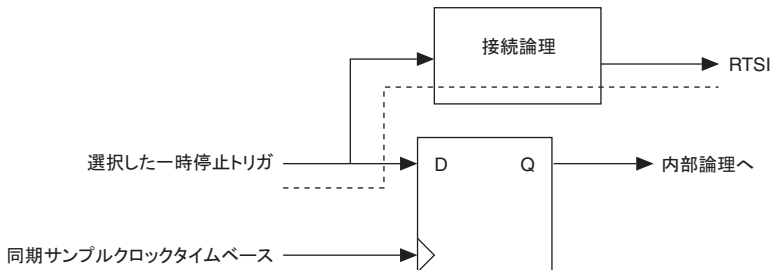 接続論理
RTSI
選択した一時停止トリガ
D
Q
内部論理へ
同期サンプルクロックタイムベース